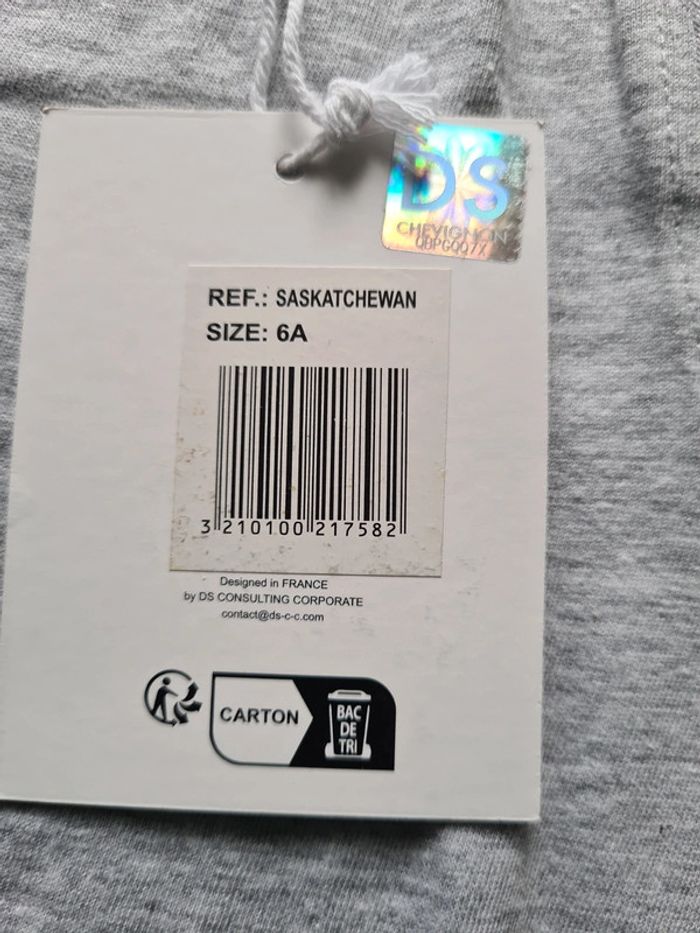 DS
CHEVIGNON
QBPGQ07X
REF.: SASKATCHEWAN
SIZE: 6A
3 210100 217582
Designed in FRANCE
by DS CONSULTING CORPORATE
contact@ds-c-c.com
CARTON
BAC
DE
TRI